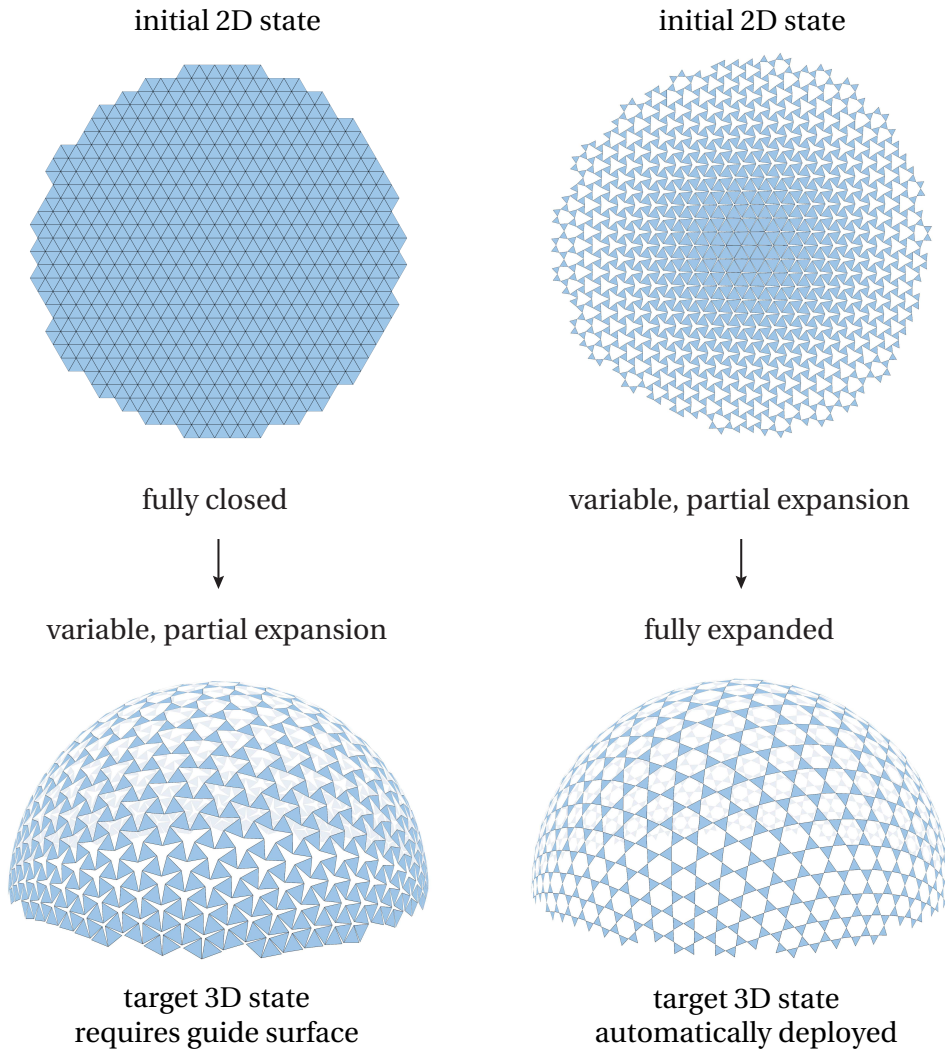 initial 2D state
initial 2D state
fully closed
variable, partial expansion
variable, partial expansion
fully expanded
target 3D state
requires guide surface
target 3D state
automatically deployed